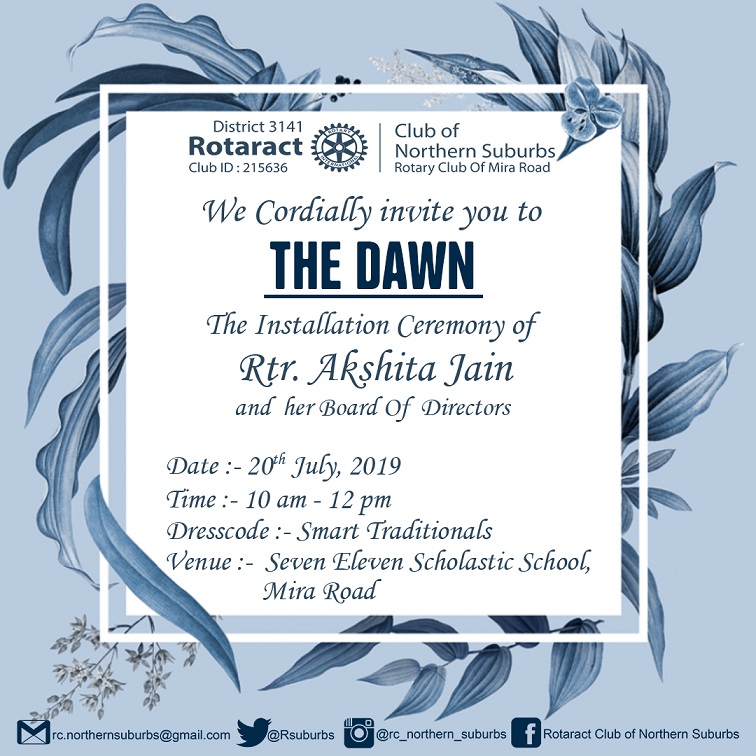 District 3141
Rotaract
Club ID : 215636
ROTARY
INTERNATIONAL
Club of
Northern Suburbs
Rotary Club Of Mira Road
We Cordially invite you to
THE DAWN
The Installation Ceremony of
Rtr. Akshita Jain
and her Board Of Directors
Date :- 20th July, 2019
Time :- 10 am - 12 pm
Dresscode :- Smart Traditionals
Venue :- Seven Eleven Scholastic School,
Mira Road
rc.northernsuburbs@gmail.com @Rsuburbs @rc_northern_suburbs Rotaract Club of Northern Suburbs